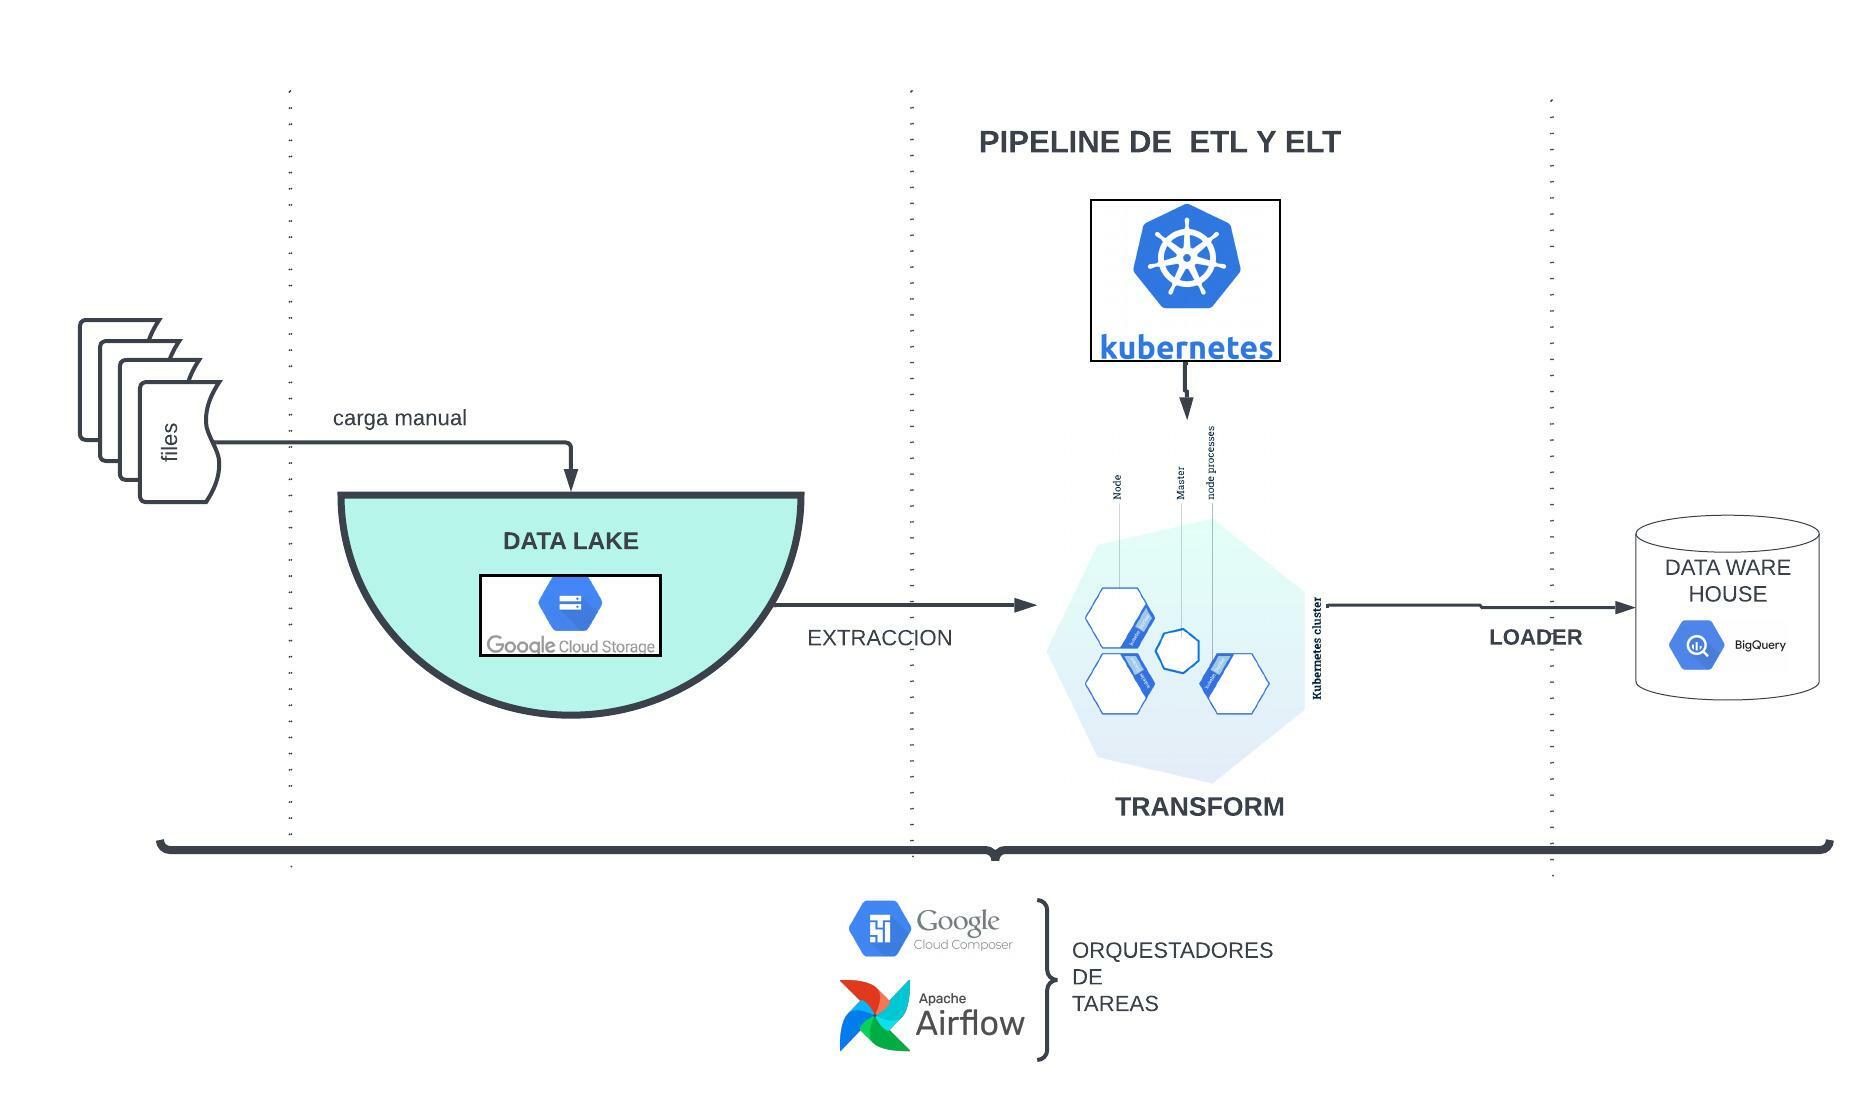 PIPELINE DE ETL Y ELT
kubernetes
files
carga manual
DATA LAKE
Google Cloud Storage
EXTRACCION
Node
Master
node processes
Kubernetes cluster
TRANSFORM
LOADER
DATA WARE
HOUSE
BigQuery
Google
Cloud Composer
Apache
Airflow
ORQUESTADORES
DE
TAREAS